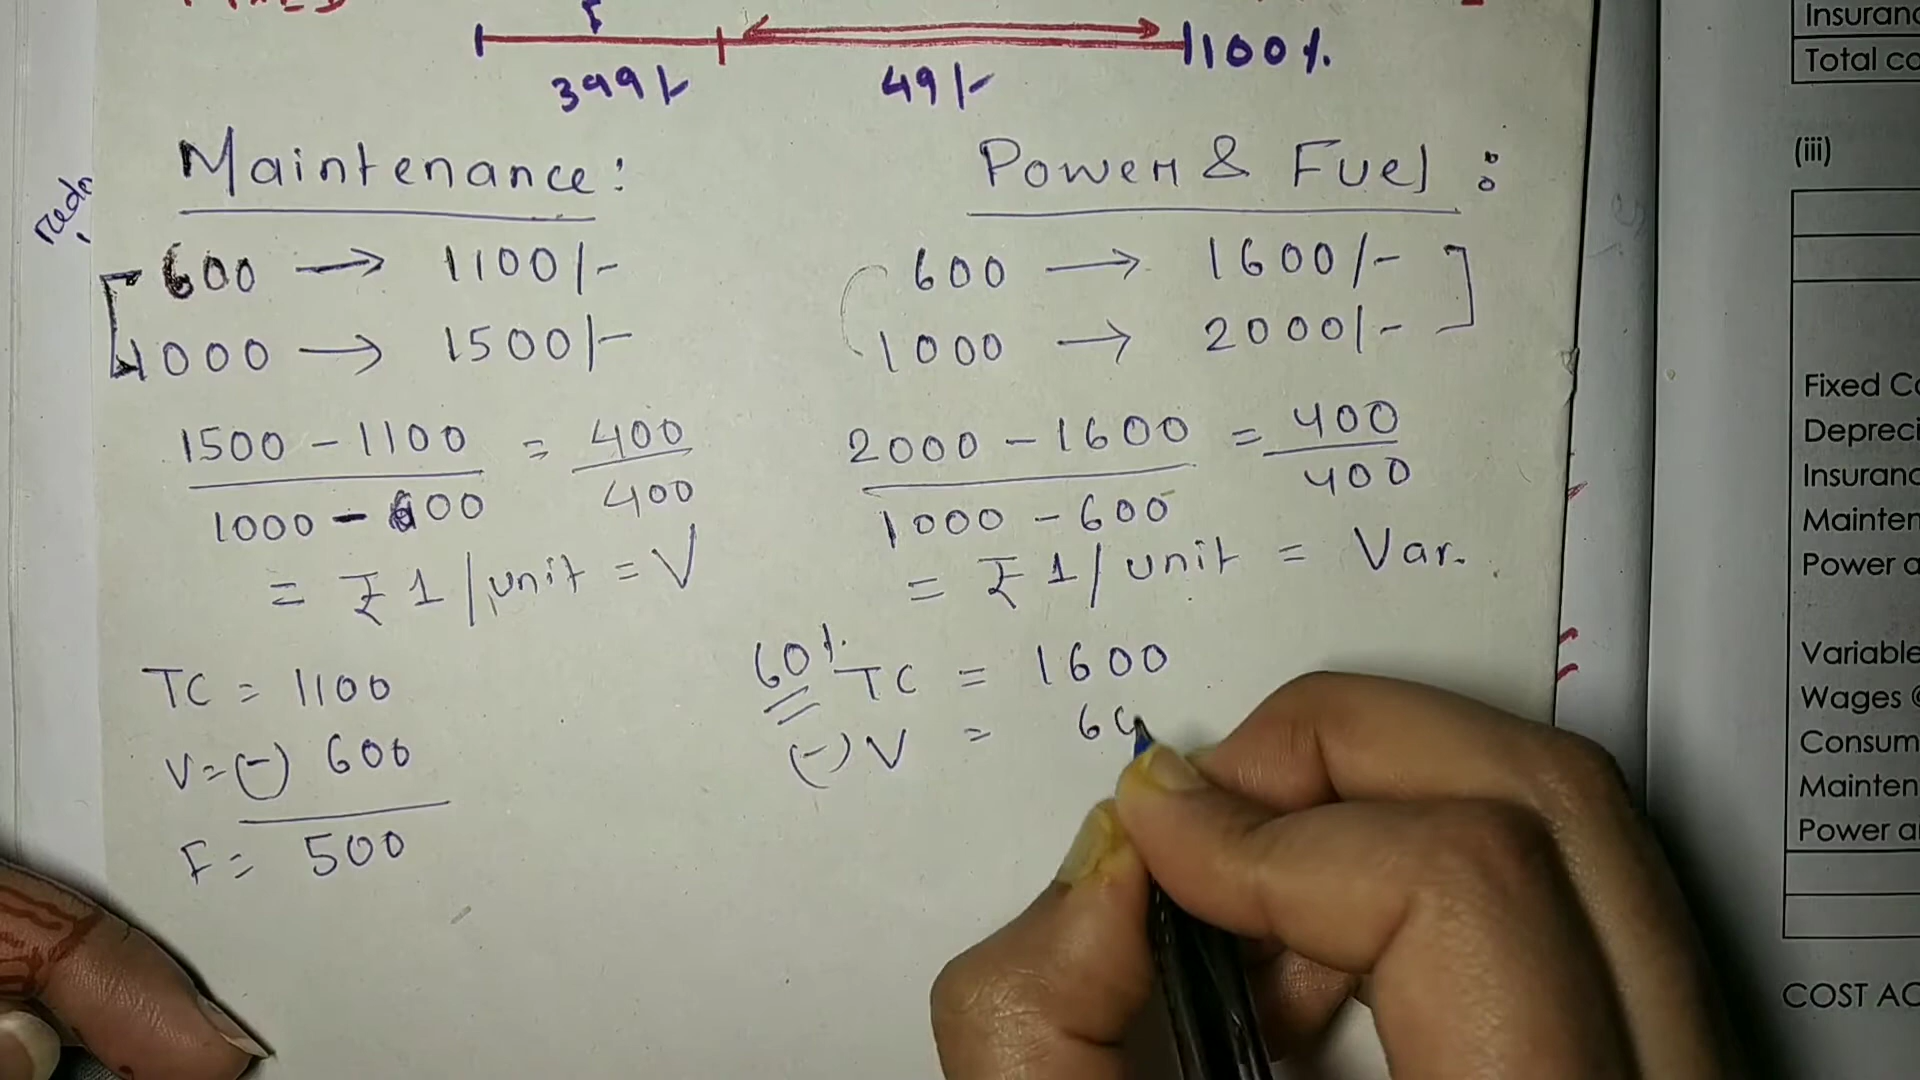 399/-
49/-
1100%.
Maintenance:
600 → 1100/-
1000 → 1500/-
1500 - 1100 = 400
1000 - 600 400
= ₹ 1/unit = V
TC = 1100
V = (-) 600
F = 500
Power & Fuel :
600 → 1600/-
1000 → 2000/-
2000 - 1600 = 400
1000 - 600 400
= ₹ 1/unit = Var.
60%. TC = 1600
(-) V =
Total co
(iii)
Fixed Co
Depreci
Insuranc
Mainten
Power a
Variable
Wages @
Consum
Mainten
Power a
COST AC